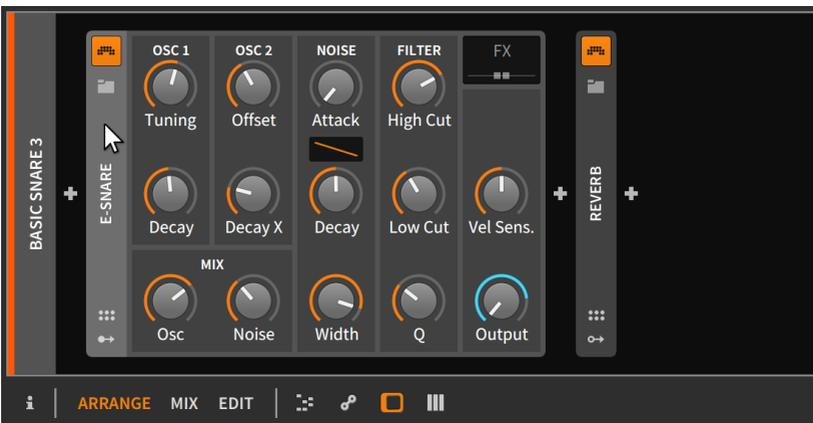 BASIC SNARE 3
E-SNARE
OSC 1 OSC 2 NOISE FILTER FX
Tuning Offset Attack High Cut
Decay Decay X Decay Low Cut Vel Sens.
MIX
Osc Noise Width Q Output
REVERB
i ARRANGE MIX EDIT